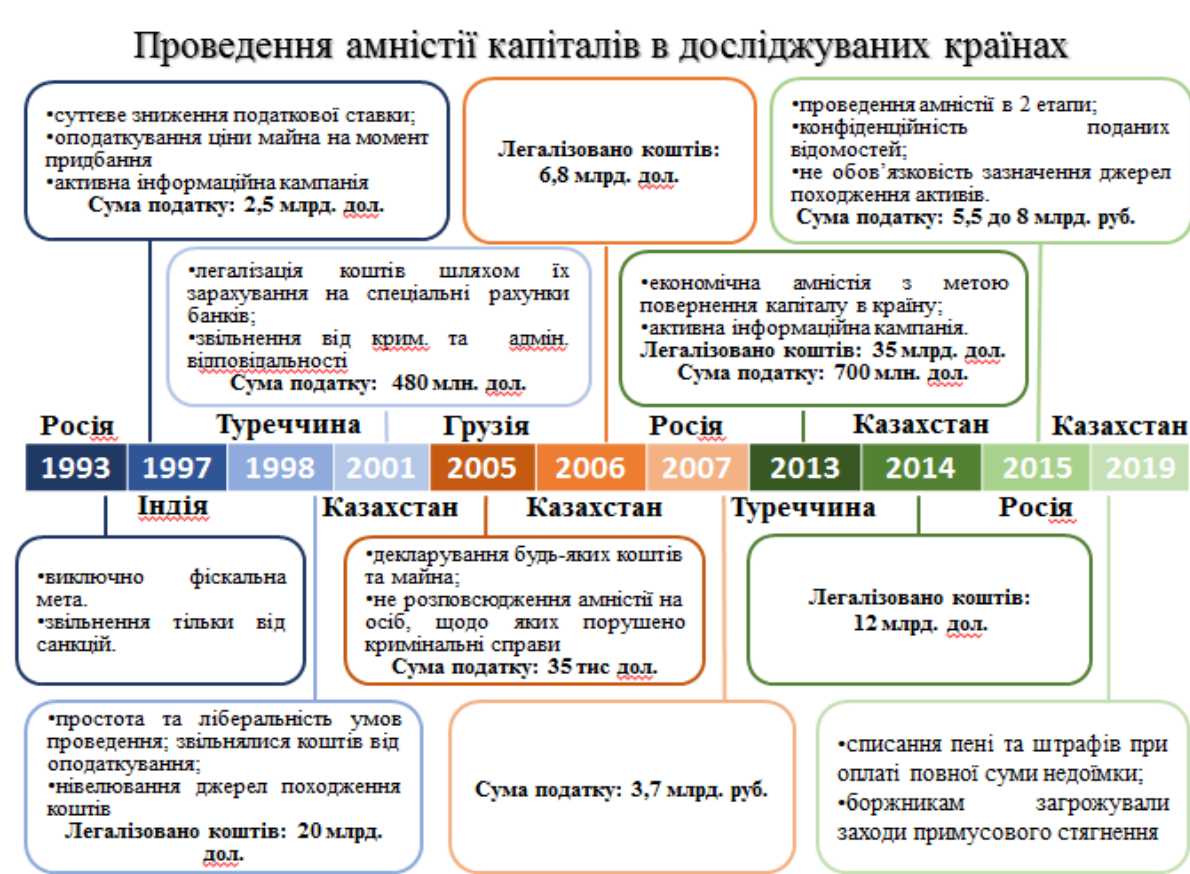 Проведення амністії капіталів в досліджуваних країнах
•суттєве зниження податкової ставки;
•оподаткування ціни майна на момент
придбання
•активна інформаційна кампанія
Сума податку: 2,5 млрд. дол.
Легалізовано коштів:
6,8 млрд. дол.
•проведення амністії в 2 етапи;
•конфіденційність поданих
відомостей;
•не обов’язковість зазначення джерел
походження активів.
Сума податку: 5,5 до 8 млрд. руб.
•легалізація коштів шляхом їх
зарахування на спеціальні рахунки
банків;
•звільнення від крим. та адмін.
відповідальності
Сума податку: 480 млн. дол.
•економічна амністія з метою
повернення капіталу в країну;
•активна інформаційна кампанія.
Легалізовано коштів: 35 млрд. дол.
Сума податку: 700 млн. дол.
Росія Туреччина Грузія Росія Казахстан Казахстан
1993 1997 1998 2001 2005 2006 2007 2013 2014 2015 2019
Індія Казахстан Казахстан Туреччина Росія
•виключно фіскальна
мета.
•звільнення тільки від
санкцій.
•декларування будь-яких коштів
та майна;
•не розповсюдження амністії на
осіб, щодо яких порушено
кримінальні справи
Сума податку: 35 тис дол.
Легалізовано коштів:
12 млрд. дол.
•простота та ліберальність умов
проведення; звільнялися коштів від
оподаткування;
•нівелювання джерел походження
коштів
Легалізовано коштів: 20 млрд.
дол.
Сума податку: 3,7 млрд. руб.
•списання пені та штрафів при
оплаті повної суми недоїмки;
•боржникам загрожували
заходи примусового стягнення